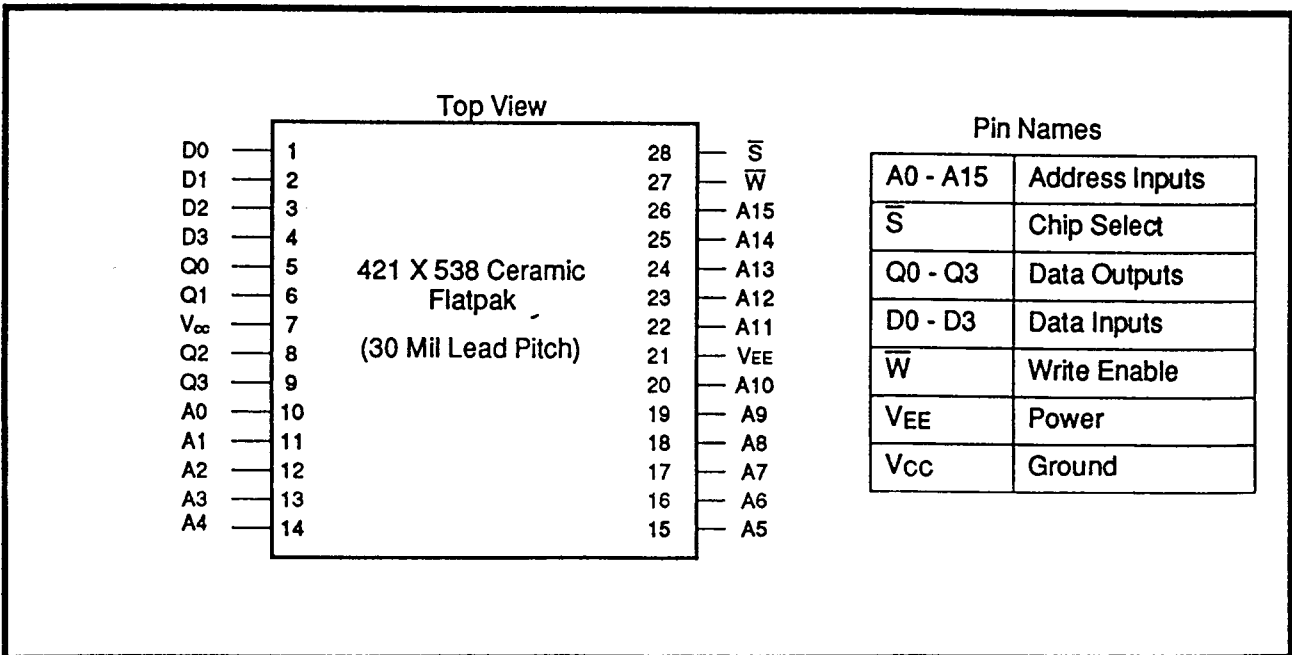 Top View
D0 1 28 S̅
D1 2 27 W̅
D2 3 26 A15
D3 4 25 A14
Q0 5 24 A13
Q1 6 23 A12
Vcc 7 22 A11
Q2 8 21 VEE
Q3 9 20 A10
A0 10 19 A9
A1 11 18 A8
A2 12 17 A7
A3 13 16 A6
A4 14 15 A5
421 X 538 Ceramic
Flatpak
(30 Mil Lead Pitch)
Pin Names
A0 - A15 Address Inputs
S̅ Chip Select
Q0 - Q3 Data Outputs
D0 - D3 Data Inputs
W̅ Write Enable
VEE Power
VCC Ground